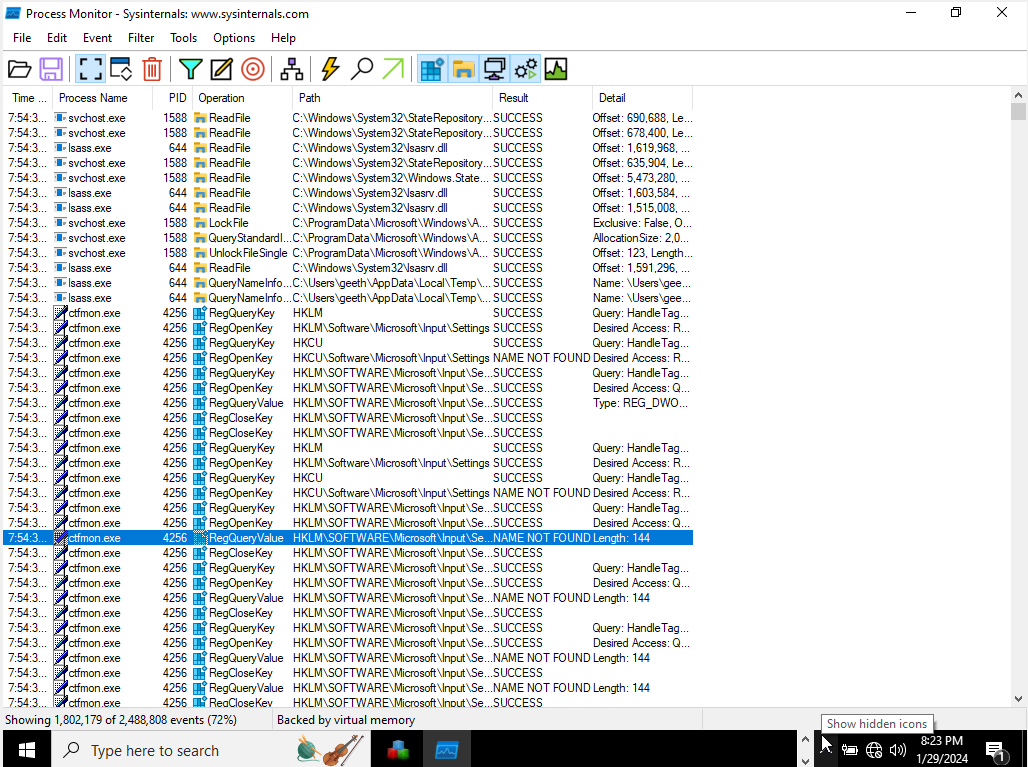 Process Monitor - Sysinternals: www.sysinternals.com
File Edit Event Filter Tools Options Help
Time ... Process Name PID Operation Path Result Detail
7:54:3... svchost.exe 1588 ReadFile C:\Windows\System32\StateRepository... SUCCESS Offset: 690,688, Le...
7:54:3... svchost.exe 1588 ReadFile C:\Windows\System32\StateRepository... SUCCESS Offset: 678,400, Le...
7:54:3... lsass.exe 644 ReadFile C:\Windows\System32\lsasrv.dll SUCCESS Offset: 1,619,968, ...
7:54:3... svchost.exe 1588 ReadFile C:\Windows\System32\StateRepository... SUCCESS Offset: 635,904, Le...
7:54:3... svchost.exe 1588 ReadFile C:\Windows\System32\Windows.State... SUCCESS Offset: 5,473,280, ...
7:54:3... lsass.exe 644 ReadFile C:\Windows\System32\lsasrv.dll SUCCESS Offset: 1,603,584, ...
7:54:3... lsass.exe 644 ReadFile C:\Windows\System32\lsasrv.dll SUCCESS Offset: 1,515,008, ...
7:54:3... svchost.exe 1588 LockFile C:\ProgramData\Microsoft\Windows\A... SUCCESS Exclusive: False, O...
7:54:3... svchost.exe 1588 QueryStandardI... C:\ProgramData\Microsoft\Windows\A... SUCCESS AllocationSize: 2,0...
7:54:3... svchost.exe 1588 UnlockFileSingle C:\ProgramData\Microsoft\Windows\A... SUCCESS Offset: 123, Length...
7:54:3... lsass.exe 644 ReadFile C:\Windows\System32\lsasrv.dll SUCCESS Offset: 1,591,296, ...
7:54:3... lsass.exe 644 QueryNameInfo... C:\Users\geeth\AppData\Local\Temp\... SUCCESS Name: \Users\gee...
7:54:3... lsass.exe 644 QueryNameInfo... C:\Users\geeth\AppData\Local\Temp\... SUCCESS Name: \Users\gee...
7:54:3... ctfmon.exe 4256 RegQueryKey HKLM SUCCESS Query: HandleTag...
7:54:3... ctfmon.exe 4256 RegOpenKey HKLM\Software\Microsoft\Input\Settings SUCCESS Desired Access: R...
7:54:3... ctfmon.exe 4256 RegQueryKey HKCU SUCCESS Query: HandleTag...
7:54:3... ctfmon.exe 4256 RegOpenKey HKCU\Software\Microsoft\Input\Settings NAME NOT FOUND Desired Access: R...
7:54:3... ctfmon.exe 4256 RegQueryKey HKLM\SOFTWARE\Microsoft\Input\Se... SUCCESS Query: HandleTag...
7:54:3... ctfmon.exe 4256 RegOpenKey HKLM\SOFTWARE\Microsoft\Input\Se... SUCCESS Desired Access: Q...
7:54:3... ctfmon.exe 4256 RegQueryValue HKLM\SOFTWARE\Microsoft\Input\Se... SUCCESS Type: REG_DWO...
7:54:3... ctfmon.exe 4256 RegCloseKey HKLM\SOFTWARE\Microsoft\Input\Se... SUCCESS
7:54:3... ctfmon.exe 4256 RegCloseKey HKLM\SOFTWARE\Microsoft\Input\Se... SUCCESS
7:54:3... ctfmon.exe 4256 RegQueryKey HKLM SUCCESS Query: HandleTag...
7:54:3... ctfmon.exe 4256 RegOpenKey HKLM\Software\Microsoft\Input\Settings SUCCESS Desired Access: R...
7:54:3... ctfmon.exe 4256 RegQueryKey HKCU SUCCESS Query: HandleTag...
7:54:3... ctfmon.exe 4256 RegOpenKey HKCU\Software\Microsoft\Input\Settings NAME NOT FOUND Desired Access: R...
7:54:3... ctfmon.exe 4256 RegQueryKey HKLM\SOFTWARE\Microsoft\Input\Se... SUCCESS Query: HandleTag...
7:54:3... ctfmon.exe 4256 RegOpenKey HKLM\SOFTWARE\Microsoft\Input\Se... SUCCESS Desired Access: Q...
7:54:3... ctfmon.exe 4256 RegQueryValue HKLM\SOFTWARE\Microsoft\Input\Se... NAME NOT FOUND Length: 144
7:54:3... ctfmon.exe 4256 RegCloseKey HKLM\SOFTWARE\Microsoft\Input\Se... SUCCESS
7:54:3... ctfmon.exe 4256 RegQueryKey HKLM\SOFTWARE\Microsoft\Input\Se... SUCCESS Query: HandleTag...
7:54:3... ctfmon.exe 4256 RegOpenKey HKLM\SOFTWARE\Microsoft\Input\Se... SUCCESS Desired Access: Q...
7:54:3... ctfmon.exe 4256 RegQueryValue HKLM\SOFTWARE\Microsoft\Input\Se... NAME NOT FOUND Length: 144
7:54:3... ctfmon.exe 4256 RegCloseKey HKLM\SOFTWARE\Microsoft\Input\Se... SUCCESS
7:54:3... ctfmon.exe 4256 RegQueryKey HKLM\SOFTWARE\Microsoft\Input\Se... SUCCESS Query: HandleTag...
7:54:3... ctfmon.exe 4256 RegOpenKey HKLM\SOFTWARE\Microsoft\Input\Se... SUCCESS Desired Access: Q...
7:54:3... ctfmon.exe 4256 RegQueryValue HKLM\SOFTWARE\Microsoft\Input\Se... NAME NOT FOUND Length: 144
7:54:3... ctfmon.exe 4256 RegCloseKey HKLM\SOFTWARE\Microsoft\Input\Se... SUCCESS
7:54:3... ctfmon.exe 4256 RegQueryValue HKLM\SOFTWARE\Microsoft\Input\Se... NAME NOT FOUND Length: 144
7:54:3... ctfmon.exe 4256 RegCloseKey HKLM\SOFTWARE\Microsoft\Input\Se... SUCCESS
Showing 1,802,179 of 2,488,808 events (72%) Backed by virtual memory
Show hidden icons
Type here to search
8:23 PM
1/29/2024
1